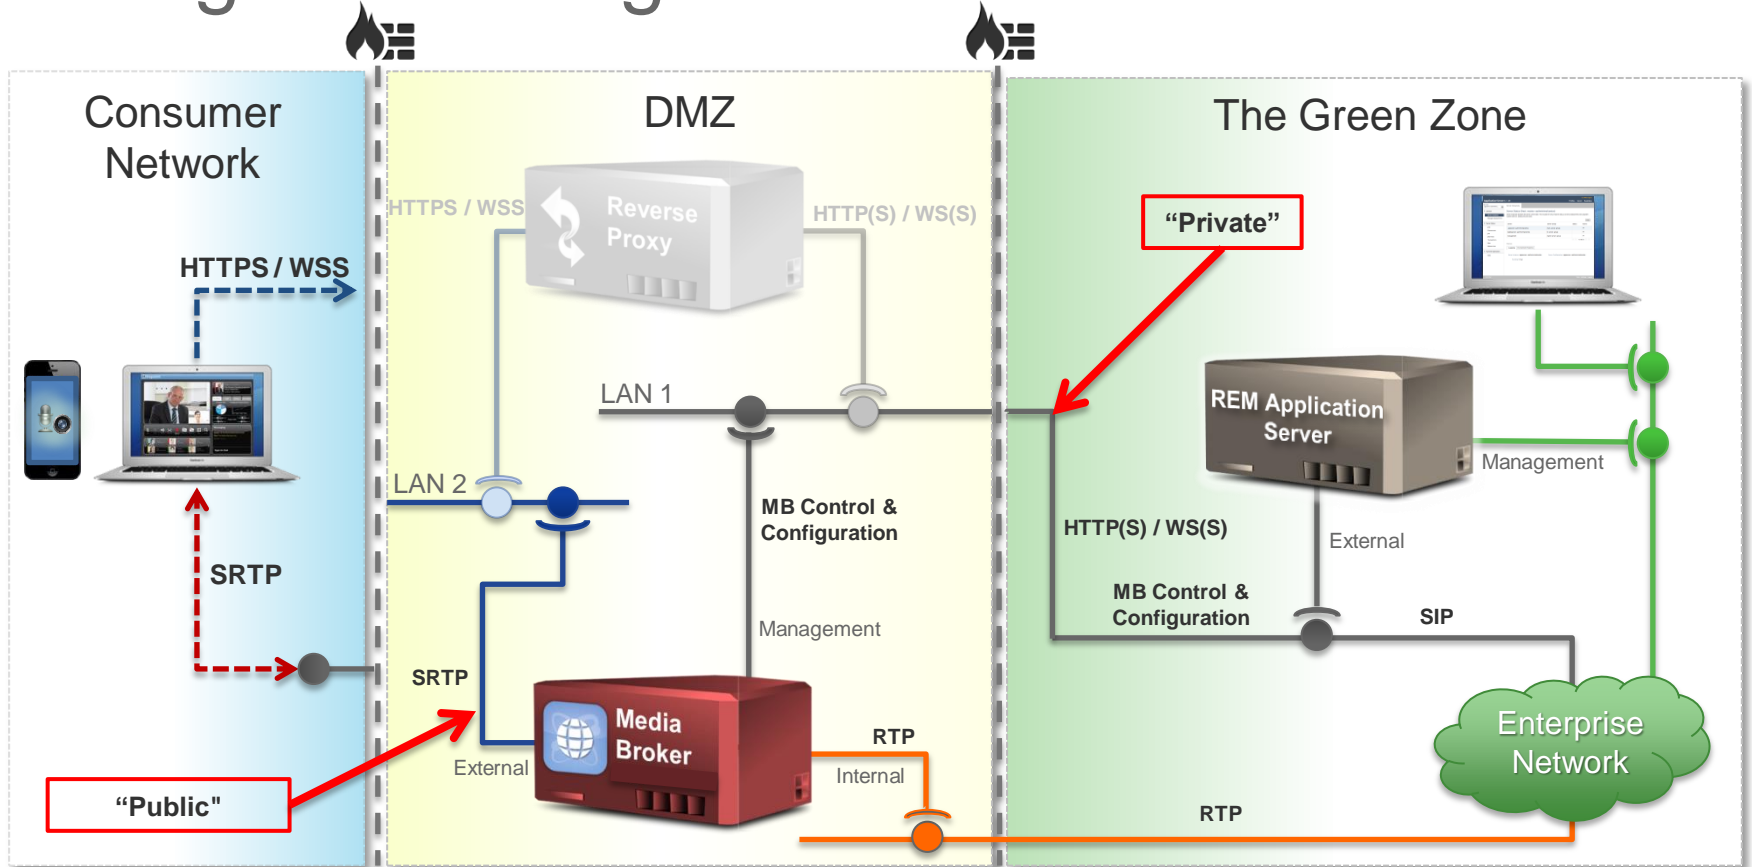 Consumer
Network
DMZ
The Green Zone
HTTPS / WSS
Reverse
Proxy
HTTP(S) / WS(S)
"Private"
HTTPS / WSS
LAN 1
REM Application
Server
Management
LAN 2
MB Control &
Configuration
HTTP(S) / WS(S)
External
SRTP
MB Control &
Configuration
SIP
Management
SRTP
Media
Broker
RTP
External
Internal
Enterprise
Network
“Public"
RTP